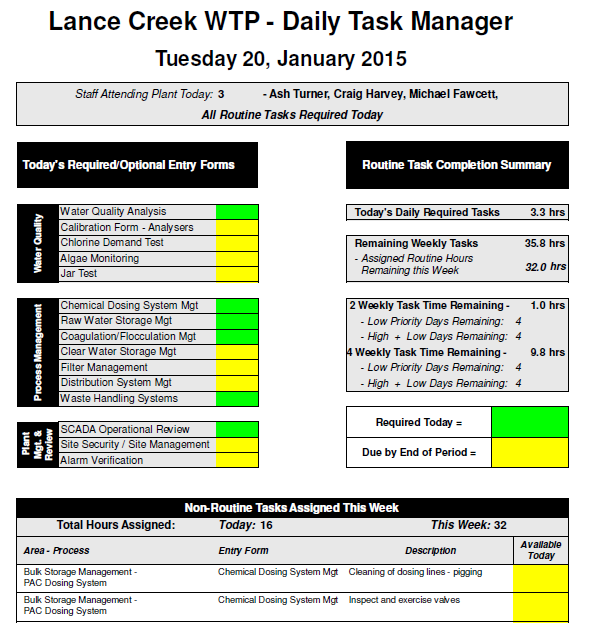 Lance Creek WTP - Daily Task Manager
Tuesday 20, January 2015
Staff Attending Plant Today: 3 - Ash Turner, Craig Harvey, Michael Fawcett,
All Routine Tasks Required Today
Today's Required/Optional Entry Forms
Water Quality
Water Quality Analysis
Calibration Form - Analysers
Chlorine Demand Test
Algae Monitoring
Jar Test
Process Management
Chemical Dosing System Mgt
Raw Water Storage Mgt
Coagulation/Flocculation Mgt
Clear Water Storage Mgt
Filter Management
Distribution System Mgt
Waste Handling Systems
Plant
Mgt. &
Review
SCADA Operational Review
Site Security / Site Management
Alarm Verification
Routine Task Completion Summary
Today's Daily Required Tasks 3.3 hrs
Remaining Weekly Tasks 35.8 hrs
- Assigned Routine Hours
Remaining this Week 32.0 hrs
2 Weekly Task Time Remaining - 1.0 hrs
- Low Priority Days Remaining: 4
- High + Low Days Remaining: 4
4 Weekly Task Time Remaining - 9.8 hrs
- Low Priority Days Remaining: 4
- High + Low Days Remaining: 4
Required Today =
Due by End of Period =
Non-Routine Tasks Assigned This Week
Total Hours Assigned: Today: 16 This Week: 32
Area - Process Entry Form Description Available
Today
Bulk Storage Management - Chemical Dosing System Mgt Cleaning of dosing lines - pigging
PAC Dosing System
Bulk Storage Management - Chemical Dosing System Mgt Inspect and exercise valves
PAC Dosing System